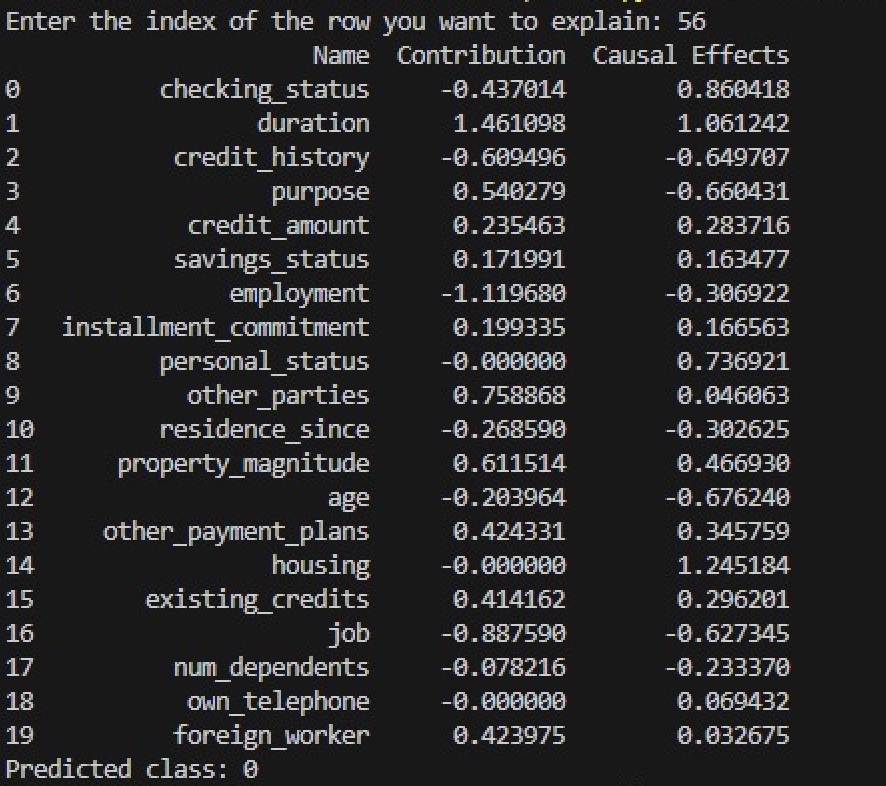 Enter the index of the row you want to explain: 56
Name Contribution Causal Effects
0 checking_status -0.437014 0.860418
1 duration 1.461098 1.061242
2 credit_history -0.609496 -0.649707
3 purpose 0.540279 -0.660431
4 credit_amount 0.235463 0.283716
5 savings_status 0.171991 0.163477
6 employment -1.119680 -0.306922
7 installment_commitment 0.199335 0.166563
8 personal_status -0.000000 0.736921
9 other_parties 0.758868 0.046063
10 residence_since -0.268590 -0.302625
11 property_magnitude 0.611514 0.466930
12 age -0.203964 -0.676240
13 other_payment_plans 0.424331 0.345759
14 housing -0.000000 1.245184
15 existing_credits 0.414162 0.296201
16 job -0.887590 -0.627345
17 num_dependents -0.078216 -0.233370
18 own_telephone -0.000000 0.069432
19 foreign_worker 0.423975 0.032675
Predicted class: 0